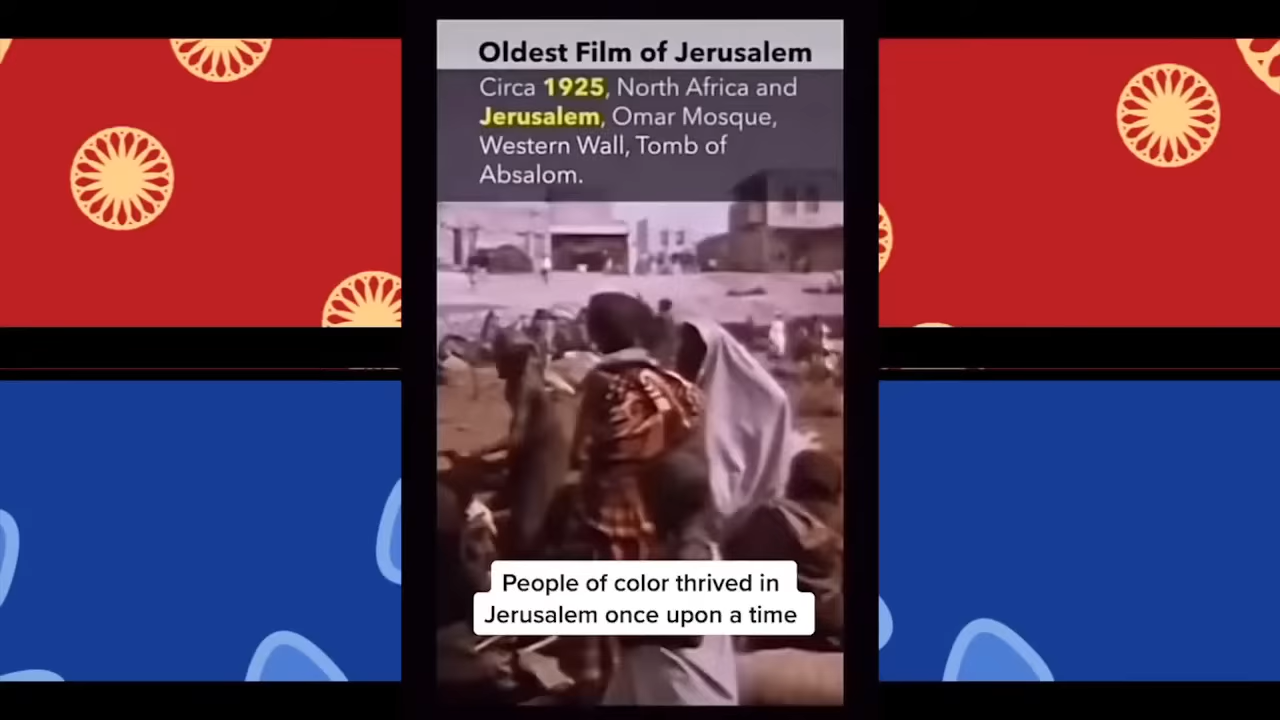 Oldest Film of Jerusalem
Circa 1925, North Africa and
Jerusalem, Omar Mosque,
Western Wall, Tomb of
Absalom.
People of color thrived in
Jerusalem once upon a time